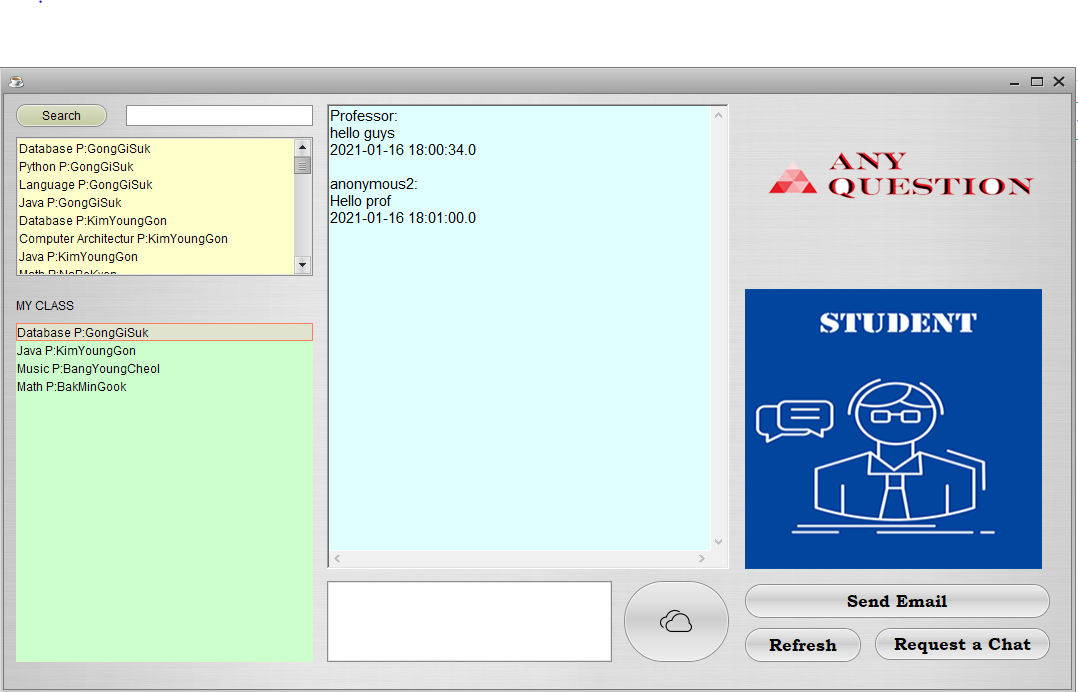 Search
Database P:GongGiSuk
Python P:GongGiSuk
Language P:GongGiSuk
Java P:GongGiSuk
Database P:KimYoungGon
Computer Architectur P:KimYoungGon
Java P:KimYoungGon
Math
MY CLASS
Database P:GongGiSuk
Java P:KimYoungGon
Music P:BangYoungCheol
Math P:BakMinGook
Professor:
hello guys
2021-01-16 18:00:34.0
anonymous2:
Hello prof
2021-01-16 18:01:00.0
ANY
QUESTION
STUDENT
Send Email
Refresh
Request a Chat